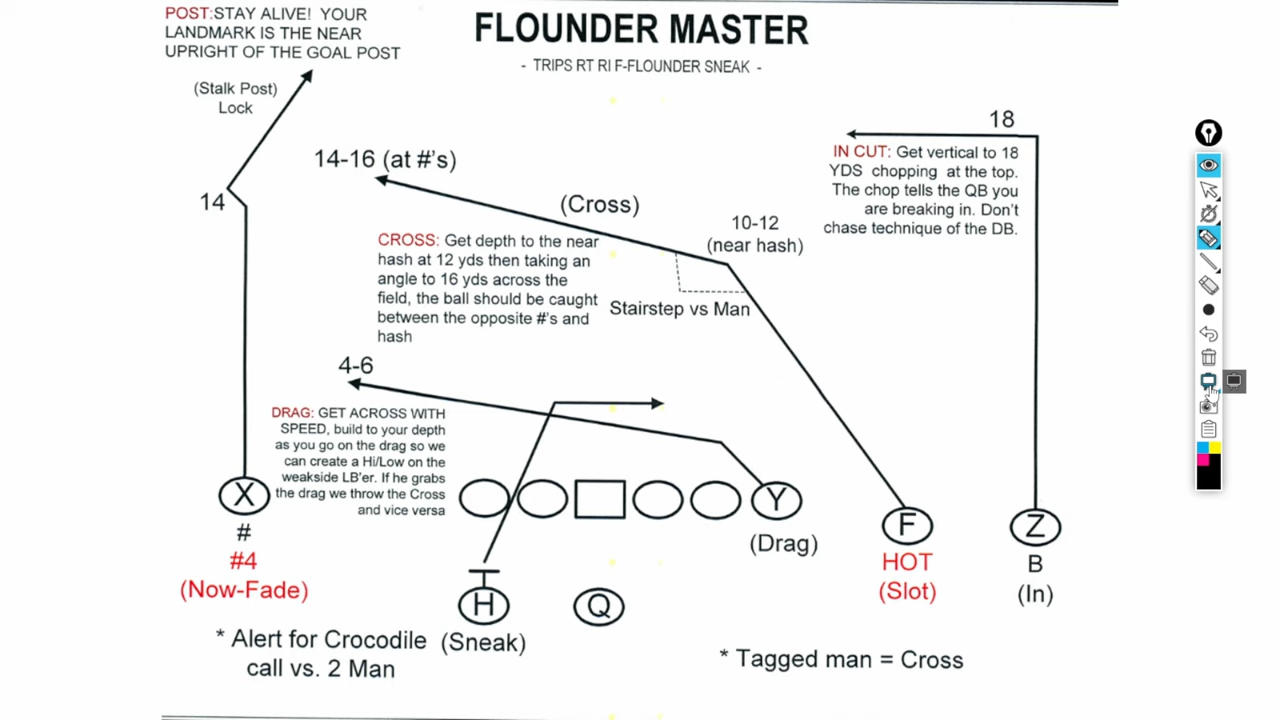 FLOUNDER MASTER
- TRIPS RT RI F-FLOUNDER SNEAK -
POST:STAY ALIVE! YOUR
LANDMARK IS THE NEAR
UPRIGHT OF THE GOAL POST
(Stalk Post)
Lock
14
14-16 (at #'s)
(Cross)
10-12
(near hash)
18
IN CUT: Get vertical to 18
YDS chopping at the top.
The chop tells the QB you
are breaking in. Don't
chase technique of the DB.
CROSS: Get depth to the near
hash at 12 yds then taking an
angle to 16 yds across the
field, the ball should be caught
between the opposite #'s and
hash
Stairstep vs Man
4-6
DRAG: GET ACROSS WITH
SPEED, build to your depth
as you go on the drag so we
can create a Hi/Low on the
weakside LB'er. If he grabs
the drag we throw the Cross
and vice versa
X
#
#4
(Now-Fade)
Y
(Drag)
F
HOT
(Slot)
Z
B
(In)
H
(Sneak)
Q
* Alert for Crocodile
call vs. 2 Man
* Tagged man = Cross